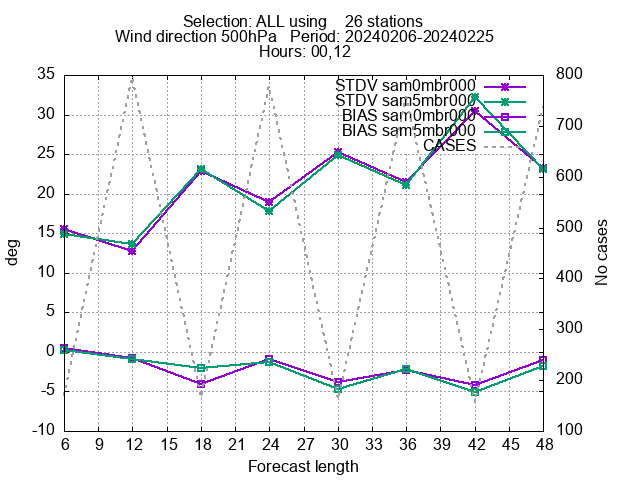 Selection: ALL using    26 stations
Wind direction 500hPa   Period: 20240206-20240225
Hours: 00,12
35 800
30 700
25 600
20 500
15 400
10 300
5 200
0 100
-5
-10
STDV sam0mbr000
STDV sam5mbr000
BIAS sam0mbr000
BIAS sam5mbr000
CASES
deg
No cases
6 9 12 15 18 21 24 27 30 33 36 39 42 45 48
Forecast length